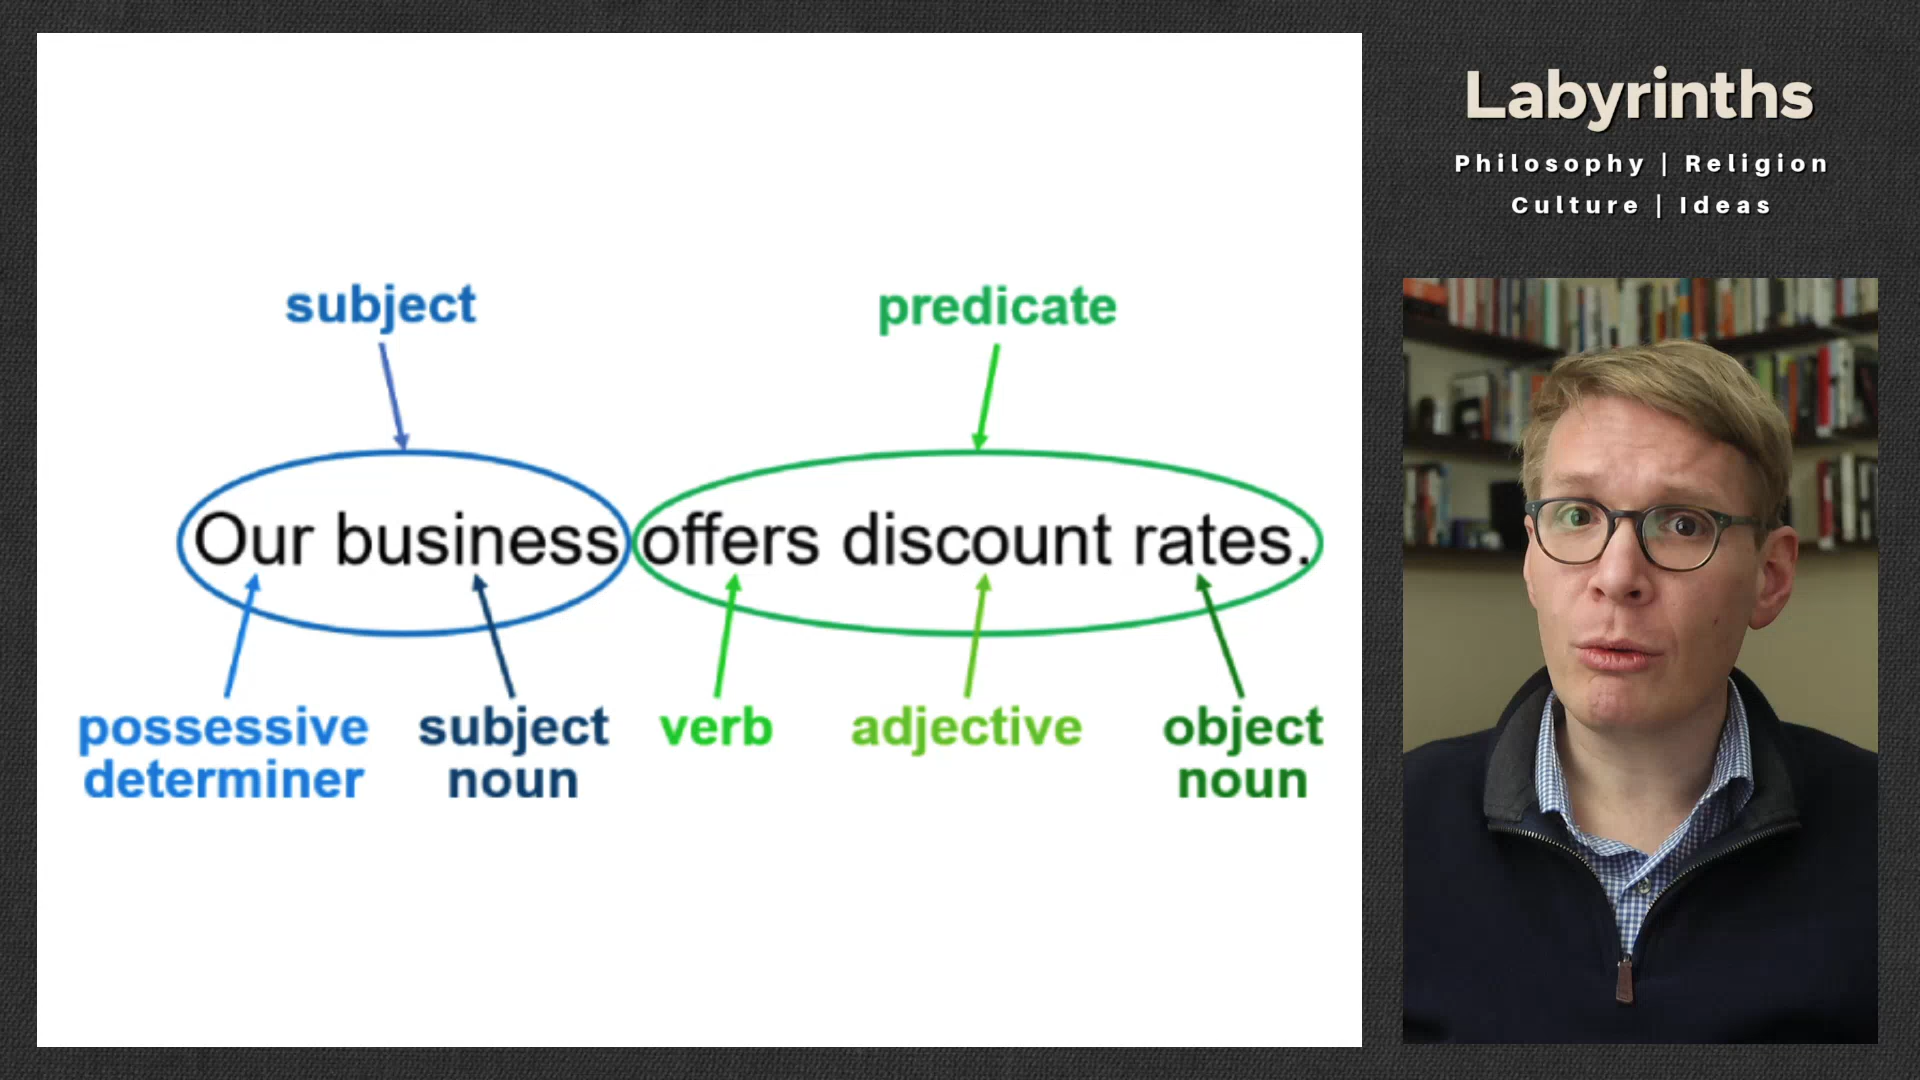 subject
predicate
Our business offers discount rates.
possessive
determiner
subject
noun
verb
adjective
object
noun
Labyrinths
Philosophy | Religion
Culture | Ideas